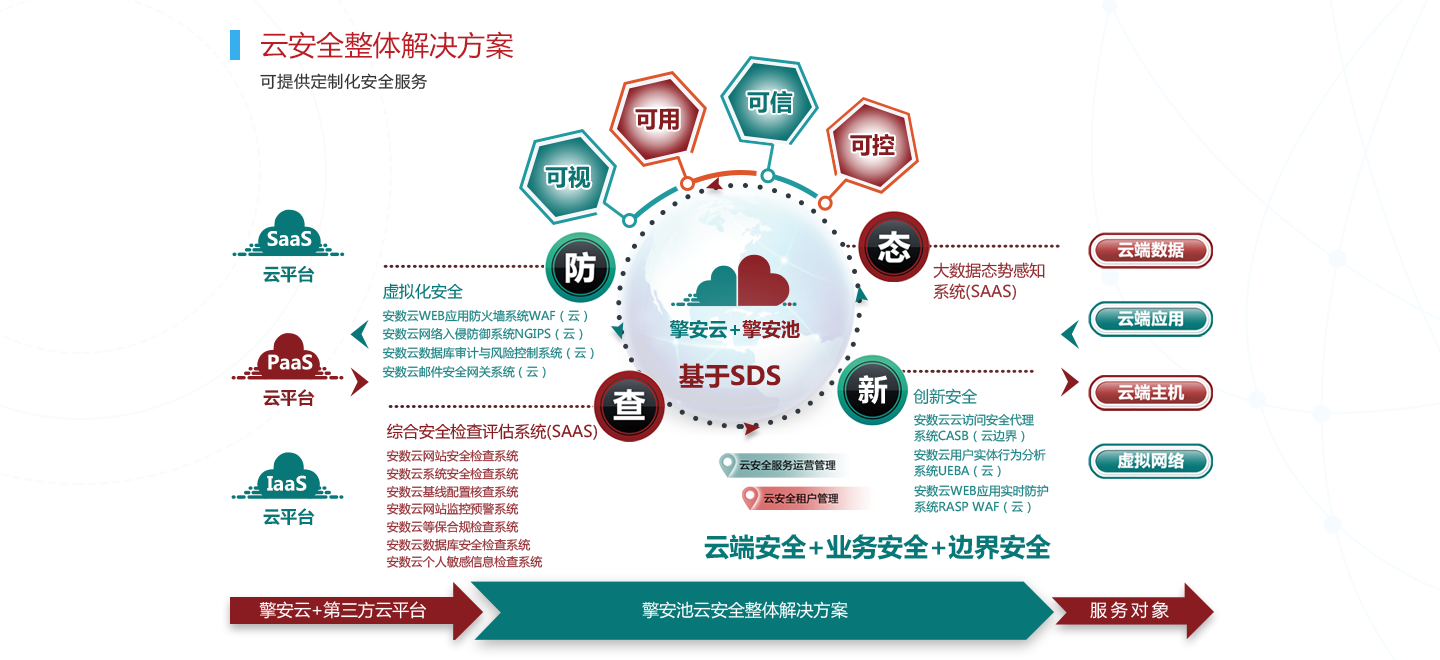 云安全整体解决方案
可提供定制化安全服务
可视
可用
可信
可控
SaaS
云平台
PaaS
云平台
IaaS
云平台
防
虚拟化安全
安数云WEB应用防火墙系统WAF（云）
安数云网络入侵防御系统NGIPS（云）
安数云数据库审计与风险控制系统（云）
安数云邮件安全网关系统（云）
查
综合安全检查评估系统(SAAS)
安数云网站安全检查系统
安数云系统安全检查系统
安数云基线配置核查系统
安数云网站监控预警系统
安数云等保合规检查系统
安数云数据库安全检查系统
安数云个人敏感信息检查系统
擎安云+擎安池
基于SDS
态
大数据态势感知
系统(SAAS)
新
创新安全
安数云云访问安全代理
系统CASB（云边界）
安数云用户实体行为分析
系统UEBA（云）
安数云WEB应用实时防护
系统RASP WAF（云）
云安全服务运营管理
云安全租户管理
云端安全+业务安全+边界安全
云端数据
云端应用
云端主机
虚拟网络
擎安云+第三方云平台
擎安池云安全整体解决方案
服务对象